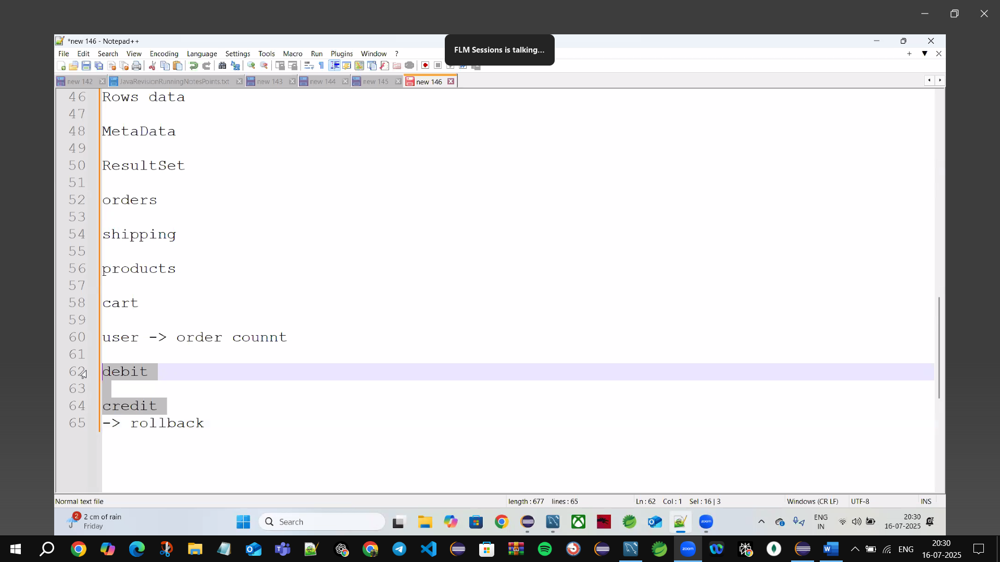 *new 146 - Notepad++
FLM Sessions is talking...
File Edit Search View Encoding Language Settings Tools Macro Run Plugins Window ?
new 142 JavaRevisionRunningNotesPoints.txt new 143 new 144 new 145 new 146
46 Rows data
47
48 MetaData
49
50 ResultSet
51
52 orders
53
54 shipping
55
56 products
57
58 cart
59
60 user -> order counnt
61
62 debit
63
64 credit
65 -> rollback
Normal text file length : 677 lines : 65 Ln : 62 Col : 1 Sel : 16 | 3 Windows (CR LF) UTF-8 INS
2 2 cm of rain
Friday
Search
zoom
ENG
IN
20:30
16-07-2025
zoom
ENG
20:30
16-07-2025